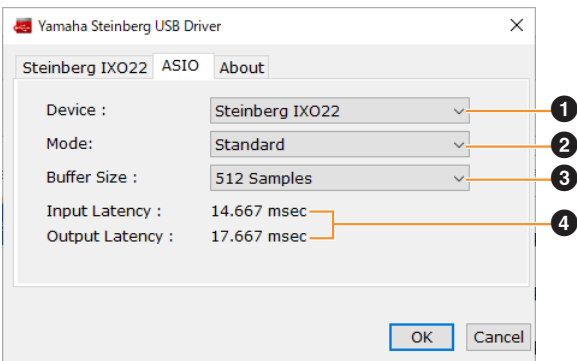 Yamaha Steinberg USB Driver
Steinberg IXO22 ASIO About
Device : Steinberg IXO22 1
Mode: Standard 2
Buffer Size : 512 Samples 3
Input Latency : 14.667 msec
4
Output Latency : 17.667 msec
OK Cancel